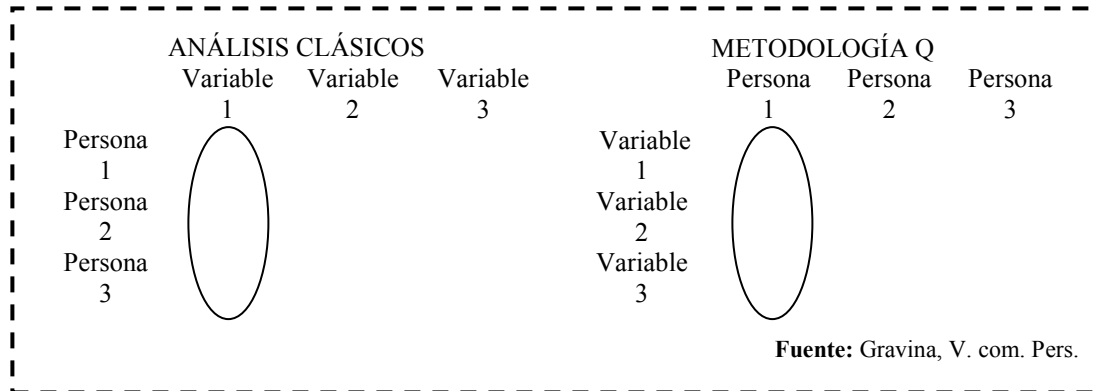 ANÁLISIS CLÁSICOS
Variable Variable Variable
1 2 3
Persona
1
Persona
2
Persona
3
METODOLOGÍA Q
Persona Persona Persona
1 2 3
Variable
1
Variable
2
Variable
3
Fuente: Gravina, V. com. Pers.